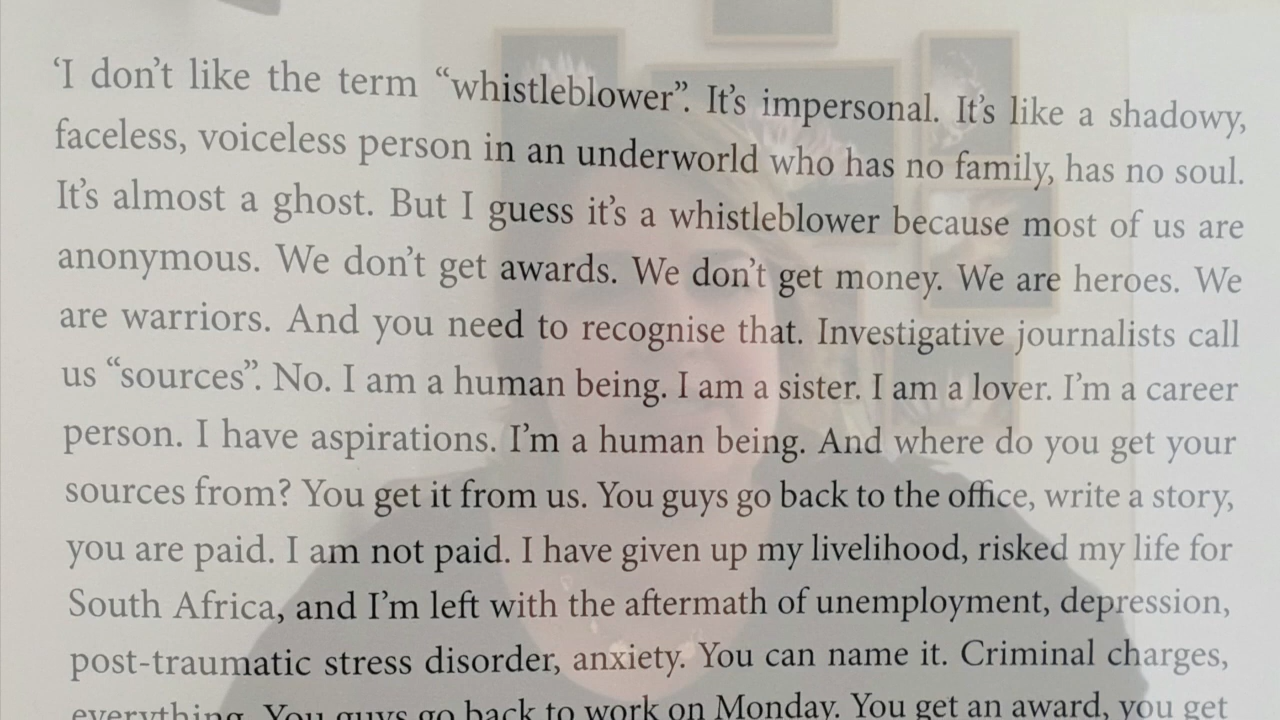 ‘I don’t like the term “whistleblower”. It’s impersonal. It’s like a shadowy,
faceless, voiceless person in an underworld who has no family, has no soul.
It’s almost a ghost. But I guess it’s a whistleblower because most of us are
anonymous. We don’t get awards. We don’t get money. We are heroes. We
are warriors. And you need to recognise that. Investigative journalists call
us “sources”. No. I am a human being. I am a sister. I am a lover. I’m a career
person. I have aspirations. I’m a human being. And where do you get your
sources from? You get it from us. You guys go back to the office, write a story,
you are paid. I am not paid. I have given up my livelihood, risked my life for
South Africa, and I’m left with the aftermath of unemployment, depression,
post-traumatic stress disorder, anxiety. You can name it. Criminal charges,
everything. You guys go back to work on Monday. You get an award, you get